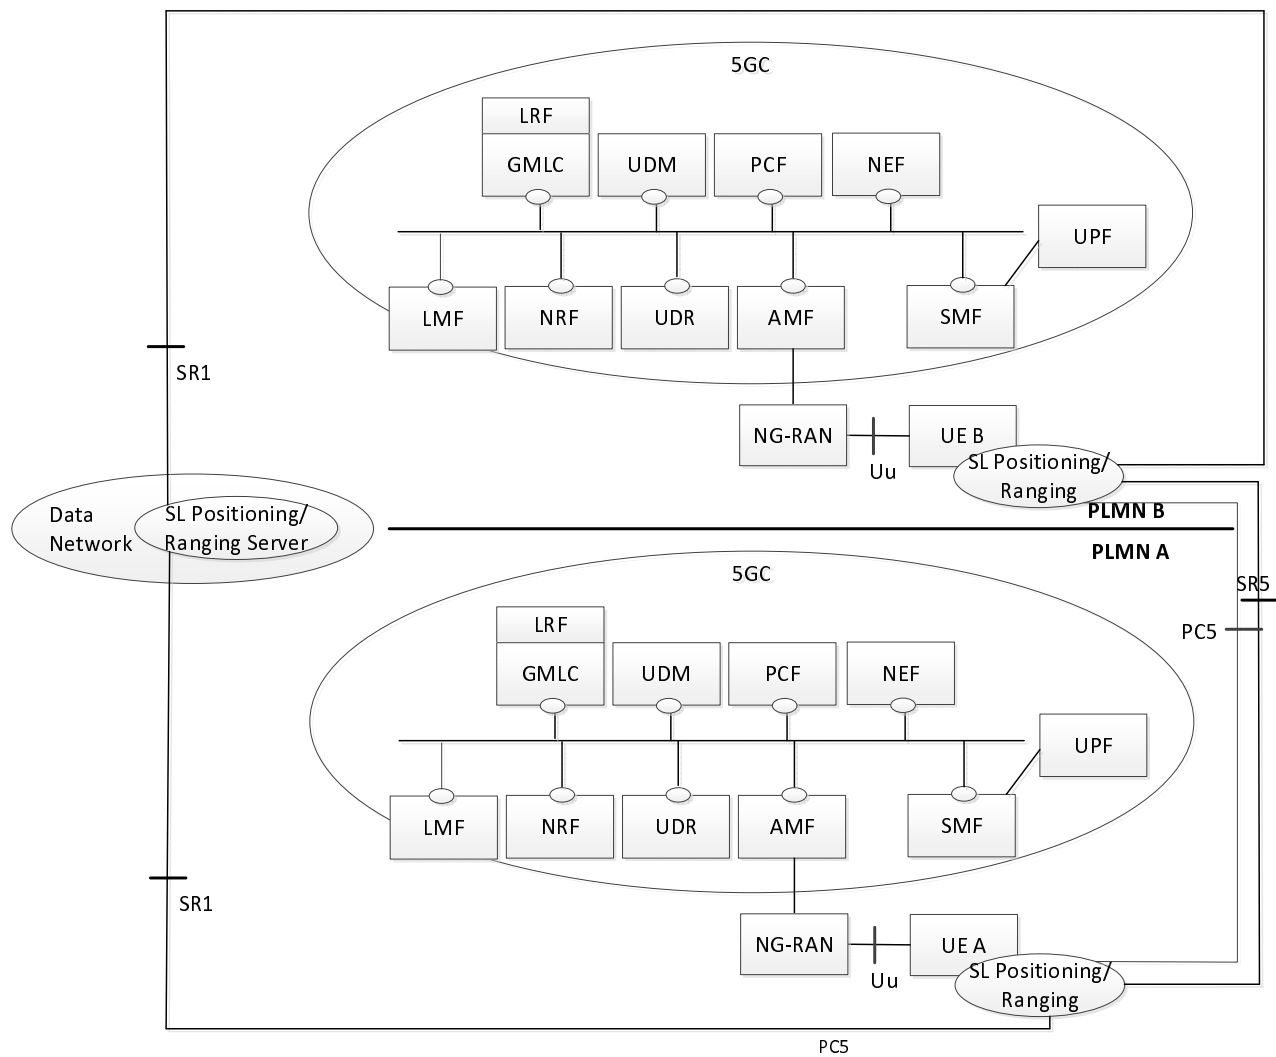 5GC
LRF
GMLC
UDM
PCF
NEF
UPF
LMF
NRF
UDR
AMF
SMF
SR1
NG-RAN
Uu
UE B
SL Positioning/
Ranging
Data
Network
SL Positioning/
Ranging Server
PLMN B
PLMN A
5GC
SR5
PC5
LRF
GMLC
UDM
PCF
NEF
UPF
LMF
NRF
UDR
AMF
SMF
SR1
NG-RAN
Uu
UE A
SL Positioning/
Ranging
PC5